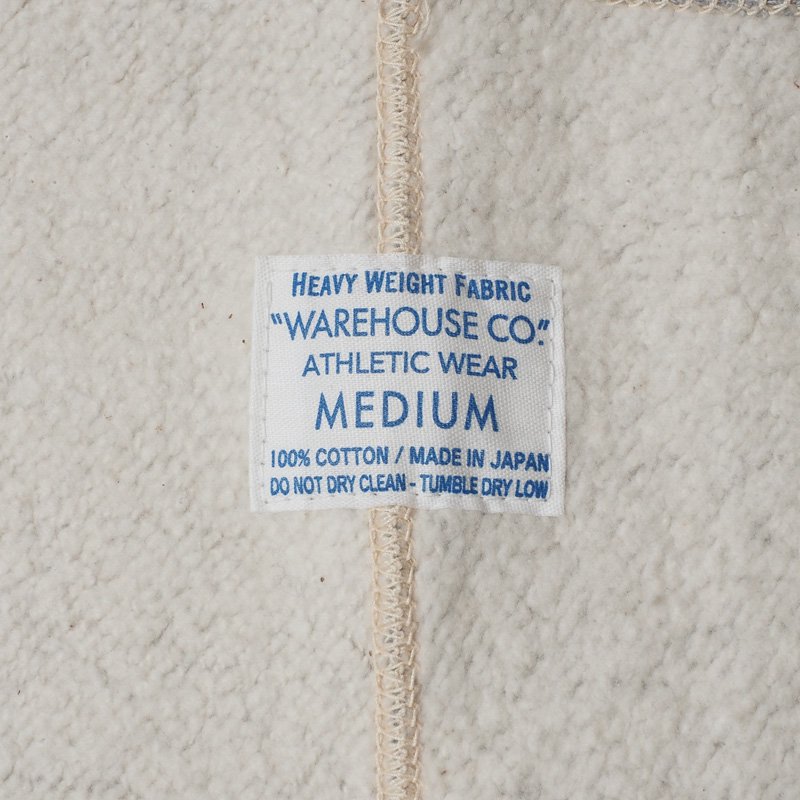 HEAVY WEIGHT FABRIC
"WAREHOUSE CO."
ATHLETIC WEAR
MEDIUM
100% COTTON / MADE IN JAPAN
DO NOT DRY CLEAN - TUMBLE DRY LOW